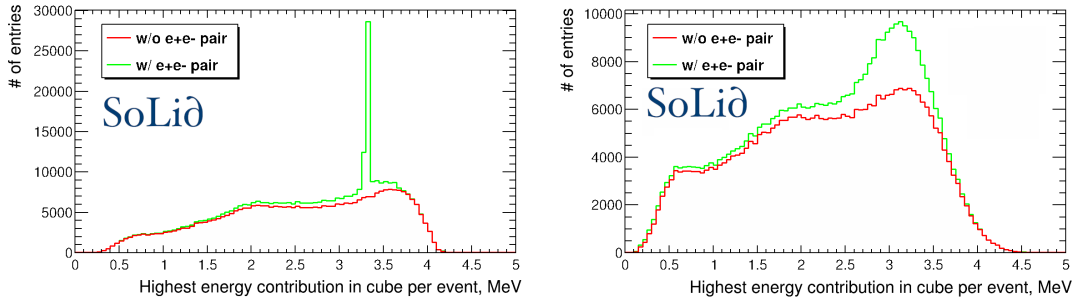 # of entries
30000
25000
20000
15000
10000
5000
0
w/o e+e- pair
w/ e+e- pair
SoLi∂
0 0.5 1 1.5 2 2.5 3 3.5 4 4.5 5
Highest energy contribution in cube per event, MeV
# of entries
10000
8000
6000
4000
2000
0
w/o e+e- pair
w/ e+e- pair
SoLi∂
0 0.5 1 1.5 2 2.5 3 3.5 4 4.5 5
Highest energy contribution in cube per event, MeV